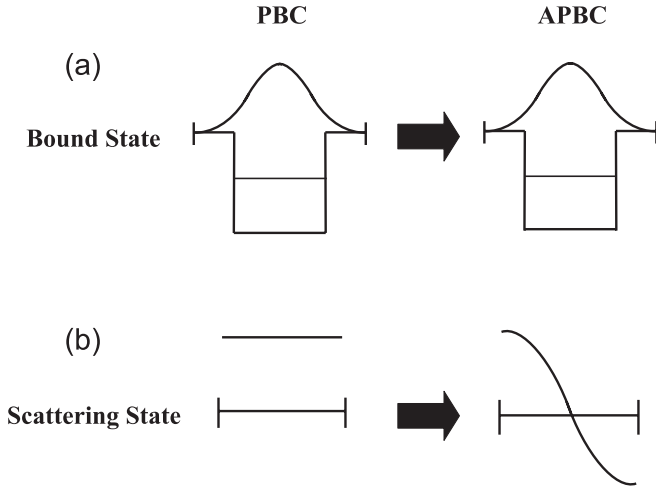 PBC APBC
(a)
Bound State
(b)
Scattering State